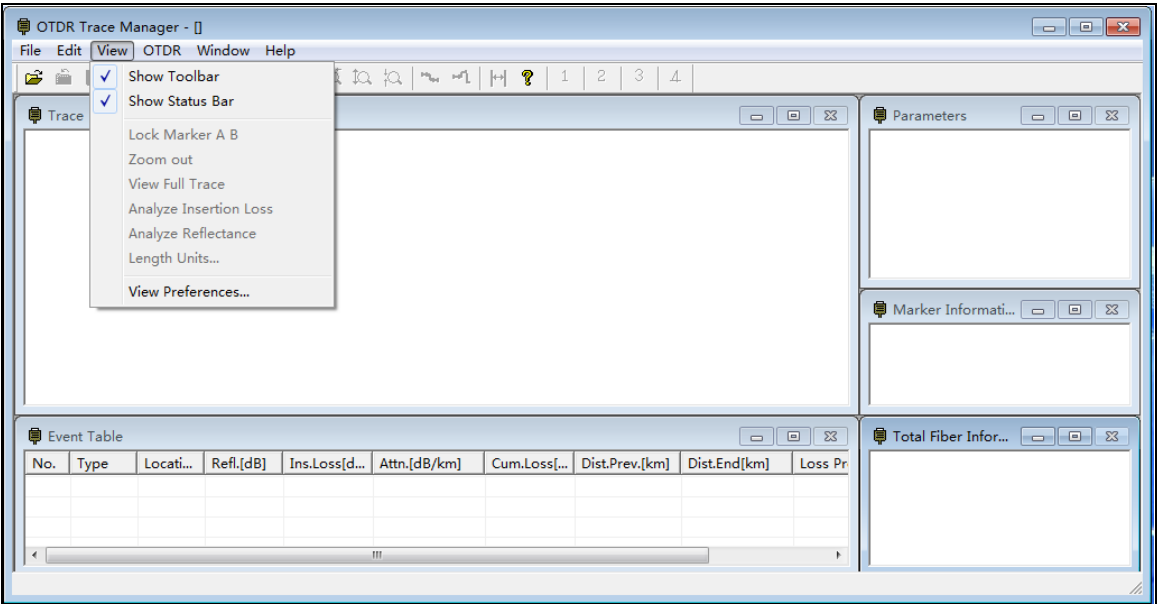 OTDR Trace Manager - []
File Edit View OTDR Window Help
1 2 3 4
Show Toolbar
Show Status Bar
Lock Marker A B
Zoom out
View Full Trace
Analyze Insertion Loss
Analyze Reflectance
Length Units...
View Preferences...
Trace
Parameters
Marker Informati...
Event Table
No. Type Locati... Refl.[dB] Ins.Loss[d... Attn.[dB/km] Cum.Loss[... Dist.Prev.[km] Dist.End[km] Loss Pr
Total Fiber Infor...